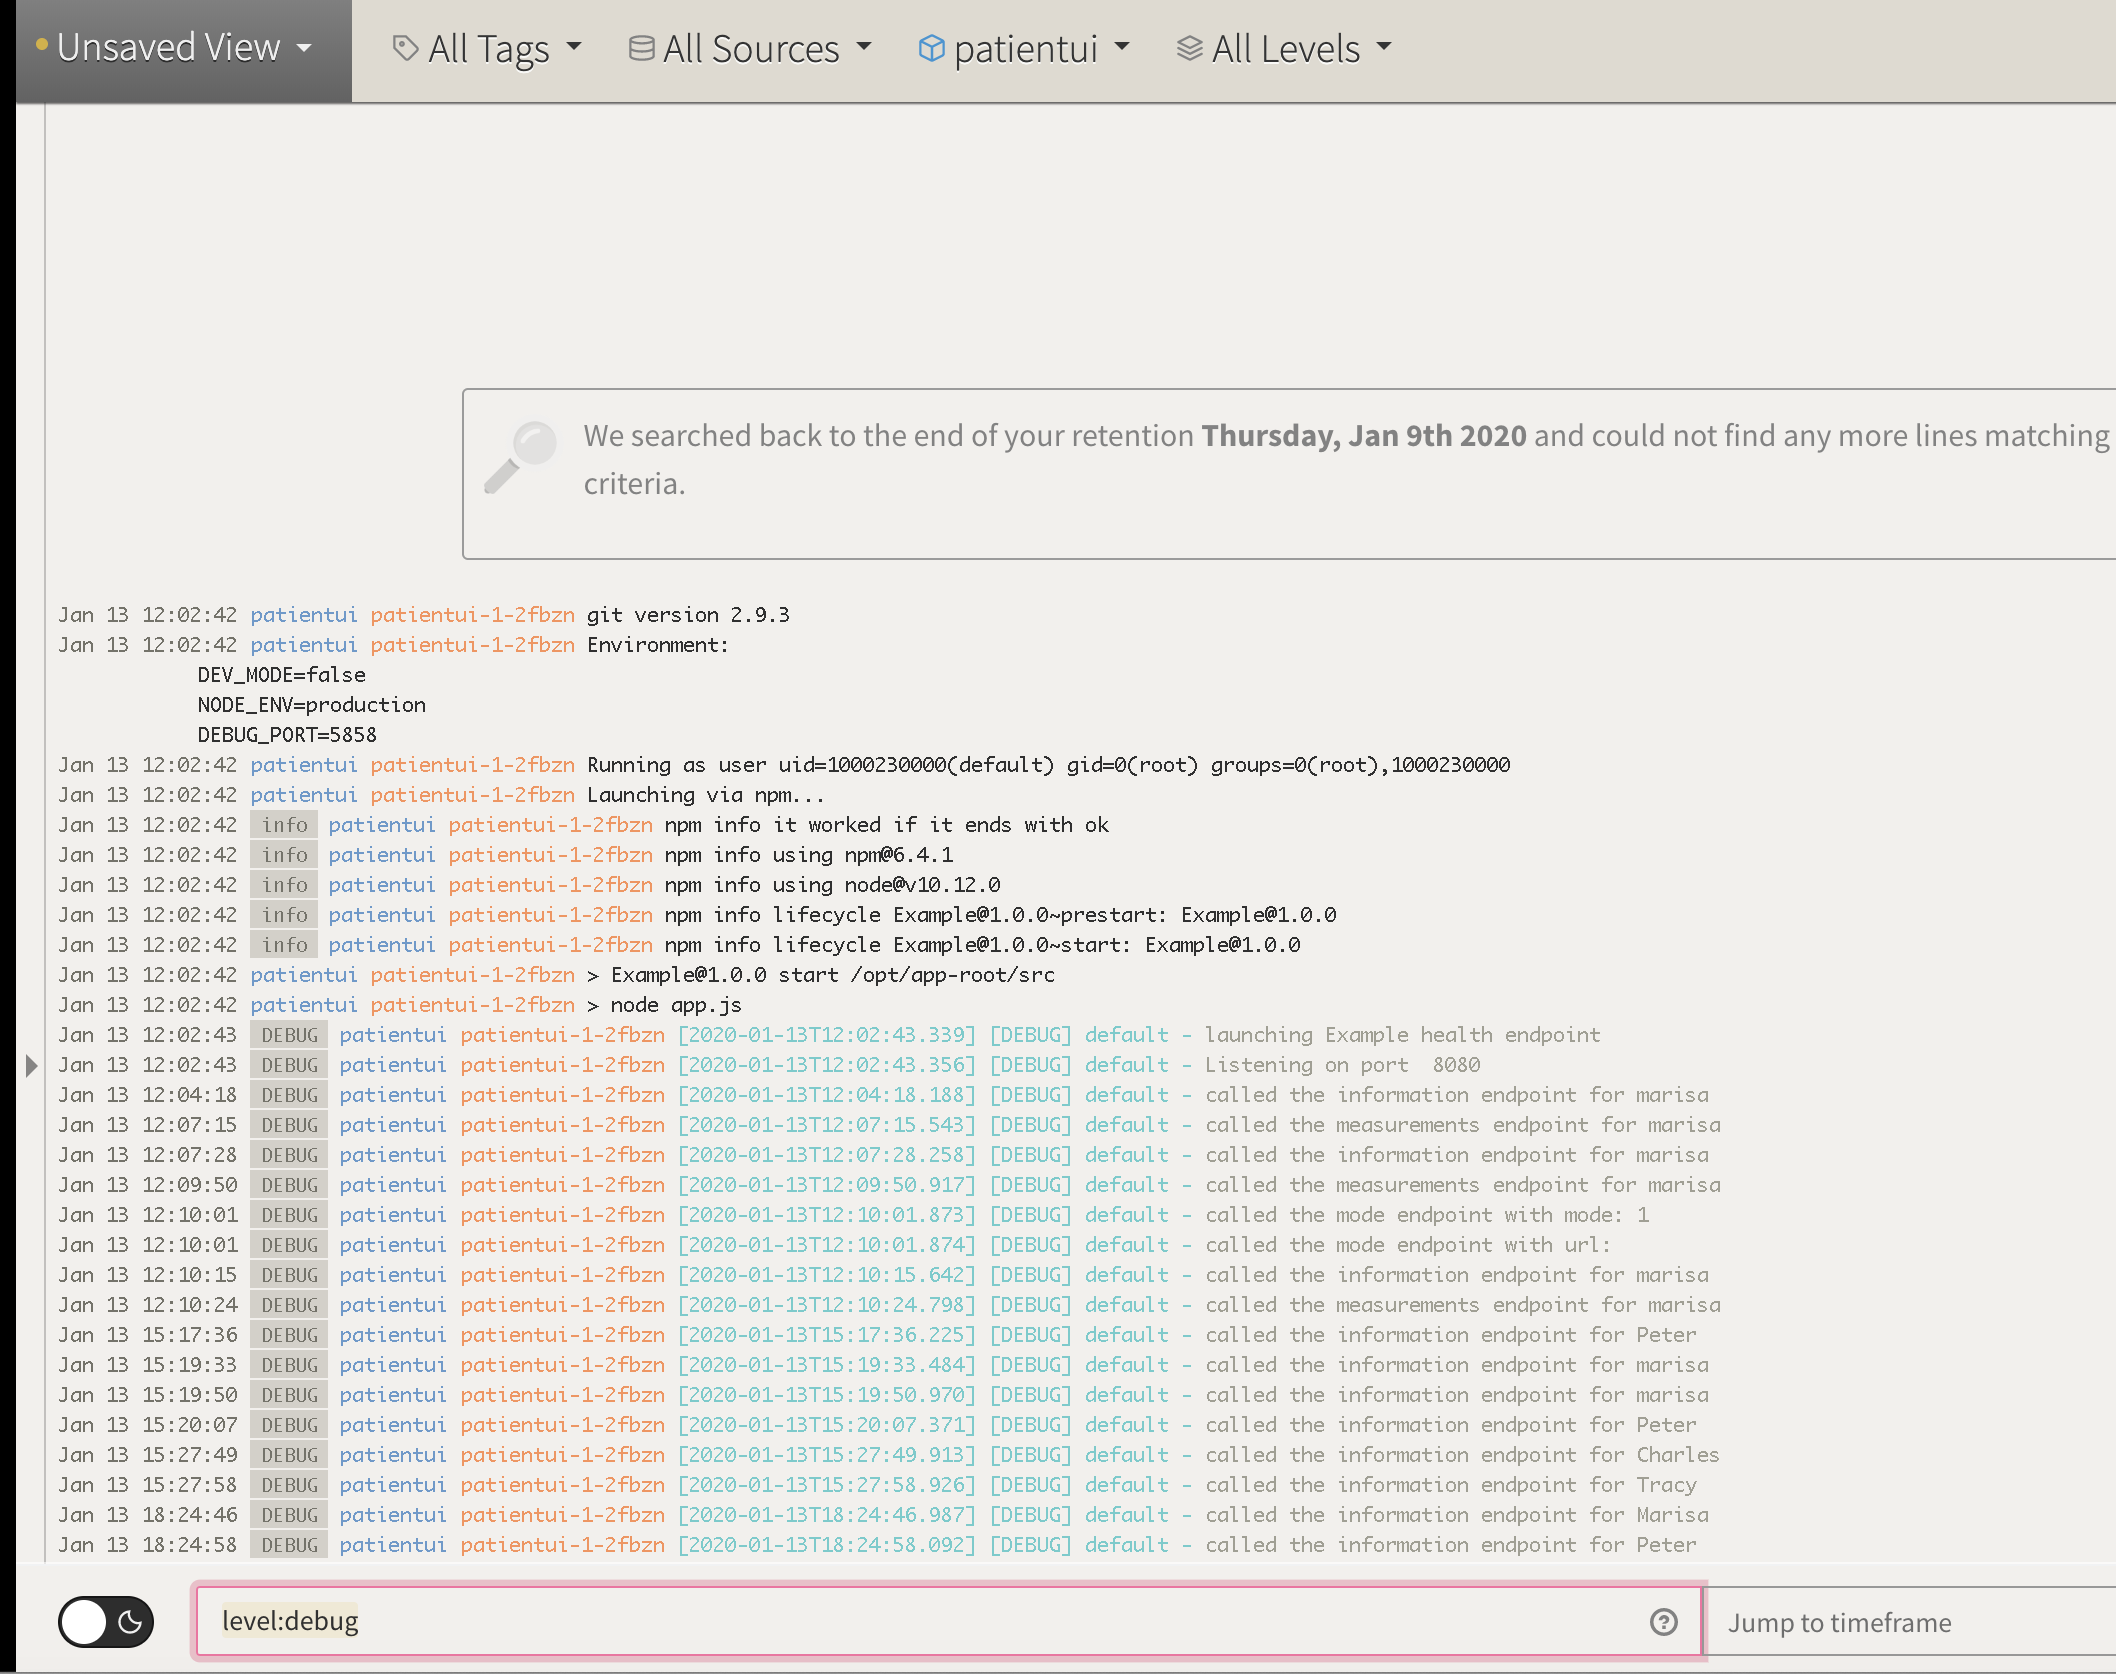 Unsaved View All Tags All Sources patientui All Levels
We searched back to the end of your retention Thursday, Jan 9th 2020 and could not find any more lines matching
criteria.
Jan 13 12:02:42 patientui patientui-1-2fbzn git version 2.9.3
Jan 13 12:02:42 patientui patientui-1-2fbzn Environment:
DEV_MODE=false
NODE_ENV=production
DEBUG_PORT=5858
Jan 13 12:02:42 patientui patientui-1-2fbzn Running as user uid=1000230000(default) gid=0(root) groups=0(root),1000230000
Jan 13 12:02:42 patientui patientui-1-2fbzn Launching via npm...
Jan 13 12:02:42 info patientui patientui-1-2fbzn npm info it worked if it ends with ok
Jan 13 12:02:42 info patientui patientui-1-2fbzn npm info using npm@6.4.1
Jan 13 12:02:42 info patientui patientui-1-2fbzn npm info using node@v10.12.0
Jan 13 12:02:42 info patientui patientui-1-2fbzn npm info lifecycle Example@1.0.0~prestart: Example@1.0.0
Jan 13 12:02:42 info patientui patientui-1-2fbzn npm info lifecycle Example@1.0.0~start: Example@1.0.0
Jan 13 12:02:42 patientui patientui-1-2fbzn > Example@1.0.0 start /opt/app-root/src
Jan 13 12:02:42 patientui patientui-1-2fbzn > node app.js
Jan 13 12:02:43 DEBUG patientui patientui-1-2fbzn [2020-01-13T12:02:43.339] [DEBUG] default - launching Example health endpoint
Jan 13 12:02:43 DEBUG patientui patientui-1-2fbzn [2020-01-13T12:02:43.356] [DEBUG] default - Listening on port  8080
Jan 13 12:04:18 DEBUG patientui patientui-1-2fbzn [2020-01-13T12:04:18.188] [DEBUG] default - called the information endpoint for marisa
Jan 13 12:07:15 DEBUG patientui patientui-1-2fbzn [2020-01-13T12:07:15.543] [DEBUG] default - called the measurements endpoint for marisa
Jan 13 12:07:28 DEBUG patientui patientui-1-2fbzn [2020-01-13T12:07:28.258] [DEBUG] default - called the information endpoint for marisa
Jan 13 12:09:50 DEBUG patientui patientui-1-2fbzn [2020-01-13T12:09:50.917] [DEBUG] default - called the measurements endpoint for marisa
Jan 13 12:10:01 DEBUG patientui patientui-1-2fbzn [2020-01-13T12:10:01.873] [DEBUG] default - called the mode endpoint with mode: 1
Jan 13 12:10:01 DEBUG patientui patientui-1-2fbzn [2020-01-13T12:10:01.874] [DEBUG] default - called the mode endpoint with url:
Jan 13 12:10:15 DEBUG patientui patientui-1-2fbzn [2020-01-13T12:10:15.642] [DEBUG] default - called the information endpoint for marisa
Jan 13 12:10:24 DEBUG patientui patientui-1-2fbzn [2020-01-13T12:10:24.798] [DEBUG] default - called the measurements endpoint for marisa
Jan 13 15:17:36 DEBUG patientui patientui-1-2fbzn [2020-01-13T15:17:36.225] [DEBUG] default - called the information endpoint for Peter
Jan 13 15:19:33 DEBUG patientui patientui-1-2fbzn [2020-01-13T15:19:33.484] [DEBUG] default - called the information endpoint for marisa
Jan 13 15:19:50 DEBUG patientui patientui-1-2fbzn [2020-01-13T15:19:50.970] [DEBUG] default - called the information endpoint for marisa
Jan 13 15:20:07 DEBUG patientui patientui-1-2fbzn [2020-01-13T15:20:07.371] [DEBUG] default - called the information endpoint for Peter
Jan 13 15:27:49 DEBUG patientui patientui-1-2fbzn [2020-01-13T15:27:49.913] [DEBUG] default - called the information endpoint for Charles
Jan 13 15:27:58 DEBUG patientui patientui-1-2fbzn [2020-01-13T15:27:58.926] [DEBUG] default - called the information endpoint for Tracy
Jan 13 18:24:46 DEBUG patientui patientui-1-2fbzn [2020-01-13T18:24:46.987] [DEBUG] default - called the information endpoint for Marisa
Jan 13 18:24:58 DEBUG patientui patientui-1-2fbzn [2020-01-13T18:24:58.092] [DEBUG] default - called the information endpoint for Peter
level:debug ? Jump to timeframe